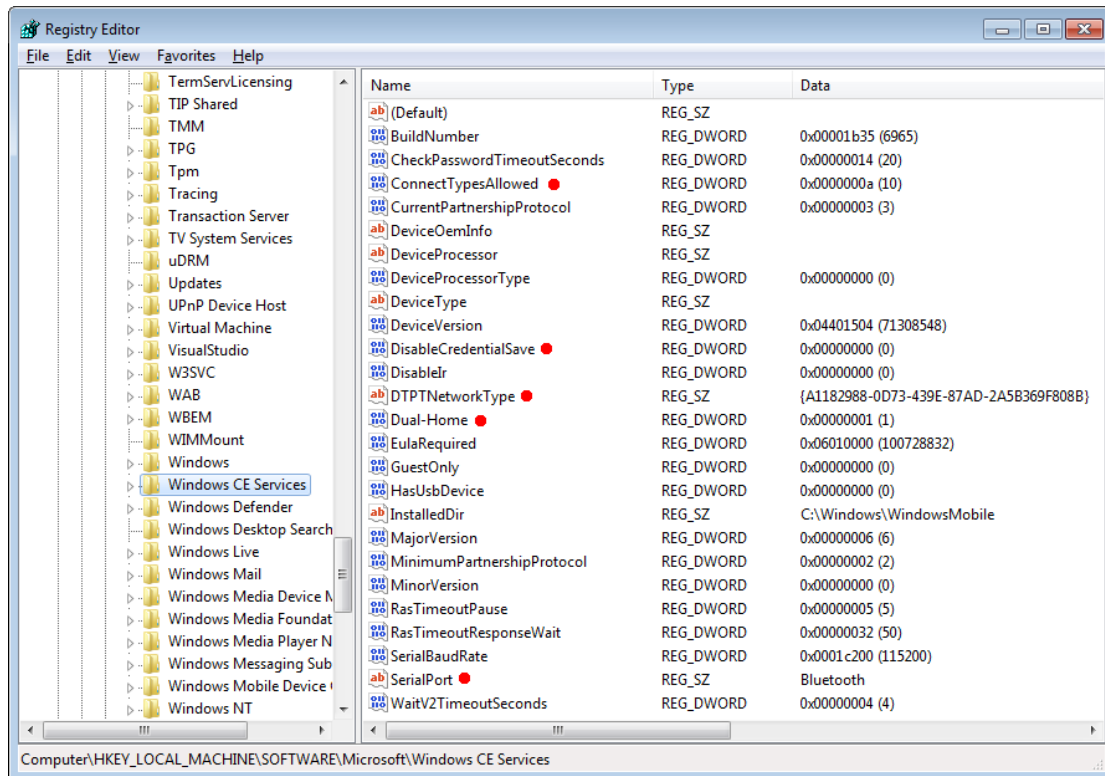 Registry Editor
File Edit View Favorites Help
TermServLicensing
TIP Shared
TMM
TPG
Tpm
Tracing
Transaction Server
TV System Services
uDRM
Updates
UPnP Device Host
Virtual Machine
VisualStudio
W3SVC
WAB
WBEM
WIMMount
Windows
Windows CE Services
Windows Defender
Windows Desktop Search
Windows Live
Windows Mail
Windows Media Device
Windows Media Foundat
Windows Media Player N
Windows Messaging Sub
Windows Mobile Device
Windows NT
Name Type Data
(Default) REG_SZ
BuildNumber REG_DWORD 0x00001b35 (6965)
CheckPasswordTimeoutSeconds REG_DWORD 0x00000014 (20)
ConnectTypesAllowed REG_DWORD 0x0000000a (10)
CurrentPartnershipProtocol REG_DWORD 0x00000003 (3)
DeviceOemInfo REG_SZ
DeviceProcessor REG_SZ
DeviceProcessorType REG_DWORD 0x00000000 (0)
DeviceType REG_SZ
DeviceVersion REG_DWORD 0x04401504 (71308548)
DisableCredentialSave REG_DWORD 0x00000000 (0)
DisableIr REG_DWORD 0x00000000 (0)
DTPTNetworkType REG_SZ {A1182988-0D73-439E-87AD-2A5B369F808B}
Dual-Home REG_DWORD 0x00000001 (1)
EulaRequired REG_DWORD 0x06010000 (100728832)
GuestOnly REG_DWORD 0x00000000 (0)
HasUsbDevice REG_DWORD 0x00000000 (0)
InstalledDir REG_SZ C:\Windows\WindowsMobile
MajorVersion REG_DWORD 0x00000006 (6)
MinimumPartnershipProtocol REG_DWORD 0x00000002 (2)
MinorVersion REG_DWORD 0x00000000 (0)
RasTimeoutPause REG_DWORD 0x00000005 (5)
RasTimeoutResponseWait REG_DWORD 0x00000032 (50)
SerialBaudRate REG_DWORD 0x0001c200 (115200)
SerialPort REG_SZ Bluetooth
WaitV2TimeoutSeconds REG_DWORD 0x00000004 (4)
Computer\HKEY_LOCAL_MACHINE\SOFTWARE\Microsoft\Windows CE Services